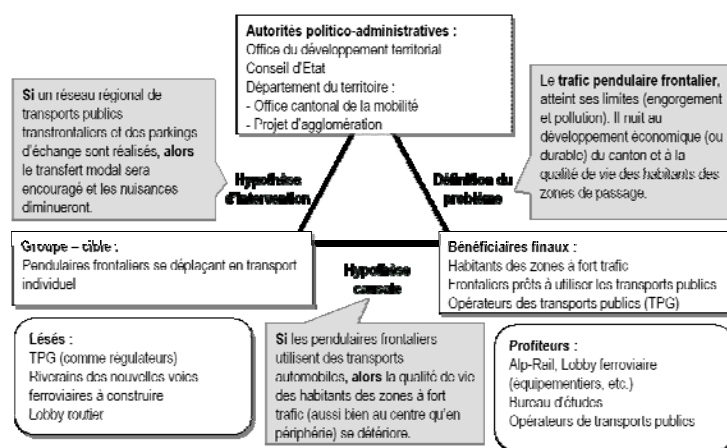 Autorités politico-administratives :
Office du développement territorial
Conseil d'Etat
Département du territoire :
- Office cantonal de la mobilité
- Projet d'agglomération
Si un réseau régional de
transports publics
transfrontaliers et des parkings
d'échange sont réalisés, alors
le transfert modal sera
encouragé et les nuisances
diminueront.
Le trafic pendulaire frontalier,
atteint ses limites (engorgement
et pollution). Il nuit au
développement économique (ou
durable) du canton et à la
qualité de vie des habitants des
zones de passage.
Hypothèse
d'intervention
Définition du
problème
Groupe – cible :
Pendulaires frontaliers se déplaçant en transport
individuel
Hypothèse
causale
Bénéficiaires finaux :
Habitants des zones à fort trafic
Frontaliers prêts à utiliser les transports publics
Opérateurs des transports publics (TPG)
Lésés :
TPG (comme régulateurs)
Riverains des nouvelles voies
ferroviaires à construire
Lobby routier
Si les pendulaires frontaliers
utilisent des transports
automobiles, alors la qualité de vie
des habitants des zones à fort
trafic (aussi bien au centre qu'en
périphérie) se détériore.
Profiteurs :
Alp-Rail, Lobby ferroviaire
(équipementiers, etc.)
Bureau d'études
Opérateurs de transports publics